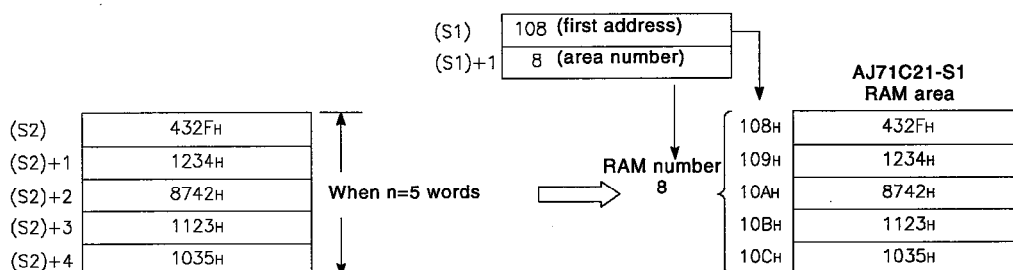 (S1) 108 (first address)
(S1)+1 8 (area number)
AJ71C21-S1
RAM area
(S2) 432FH
(S2)+1 1234H
(S2)+2 8742H
(S2)+3 1123H
(S2)+4 1035H
When n=5 words
RAM number
8
108H 432FH
109H 1234H
10AH 8742H
10BH 1123H
10CH 1035H